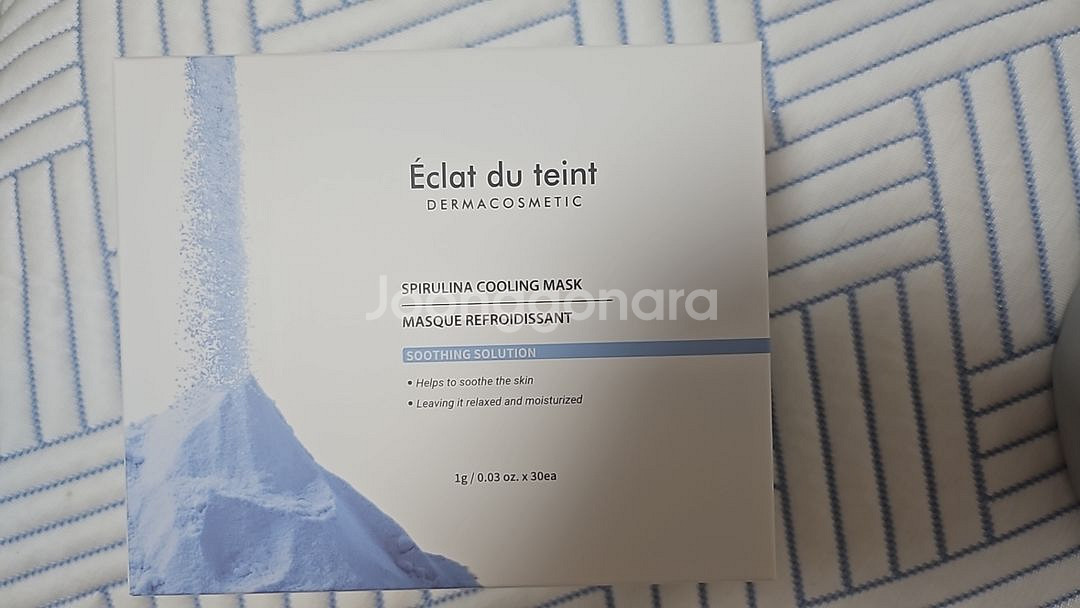 Éclat du teint
DERMACOSMETIC
SPIRULINA COOLING MASK
Joonggonara
MASQUE REFROIDISSANT
SOOTHING SOLUTION
• Helps to soothe the skin
• Leaving it relaxed and moisturized
1g / 0.03 oz. x 30ea